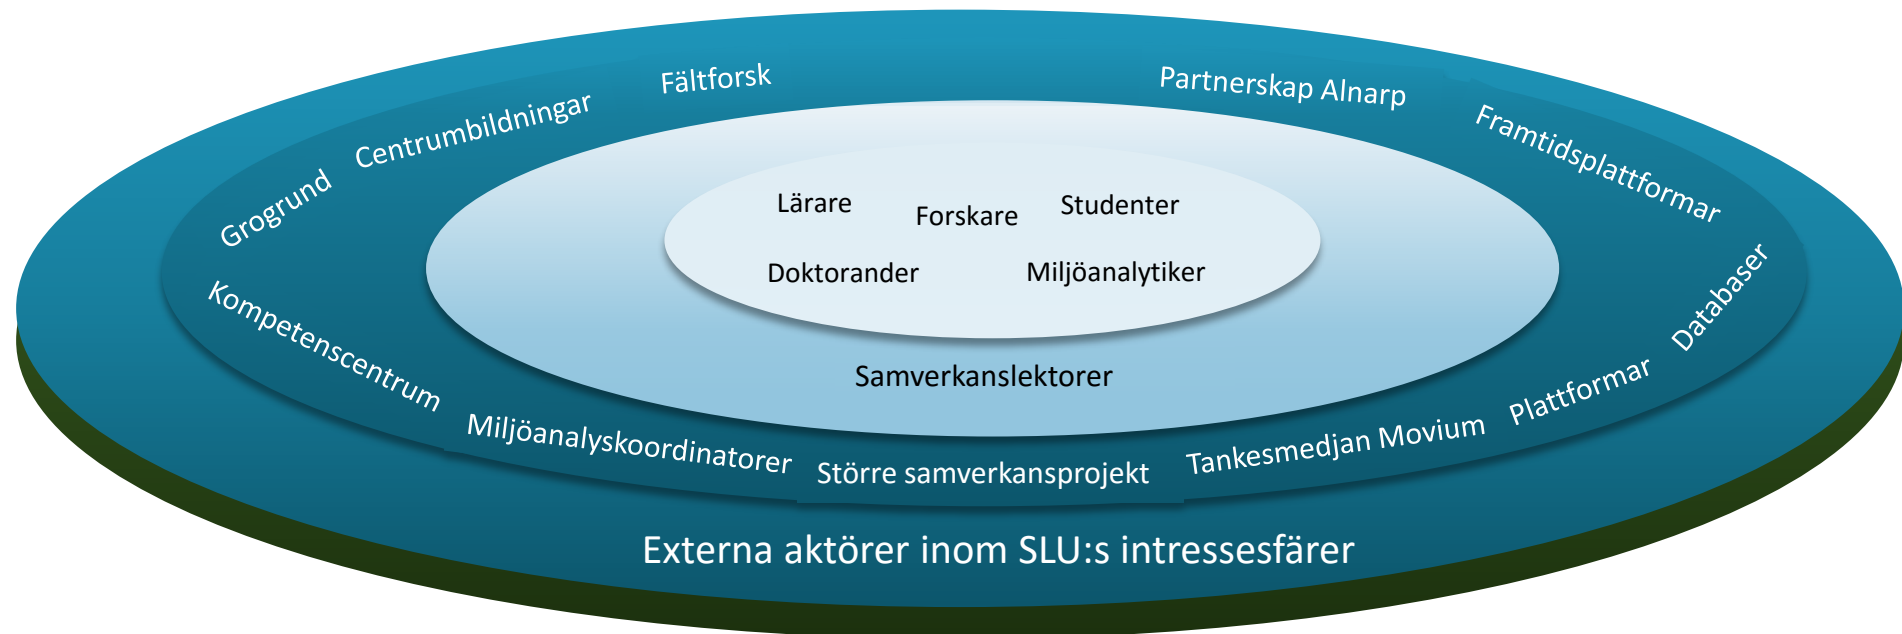 Fältforsk
Partnerskap Alnarp
Centrumbildningar
Framtidsplattformar
Grogrund
Lärare
Forskare
Studenter
Doktorander
Miljöanalytiker
Databaser
Kompetenscentrum
Samverkanslektorer
Plattformar
Miljöanalyskoordinatorer
Större samverkansprojekt
Tankesmedjan Movium
Externa aktörer inom SLU:s intressesfärer